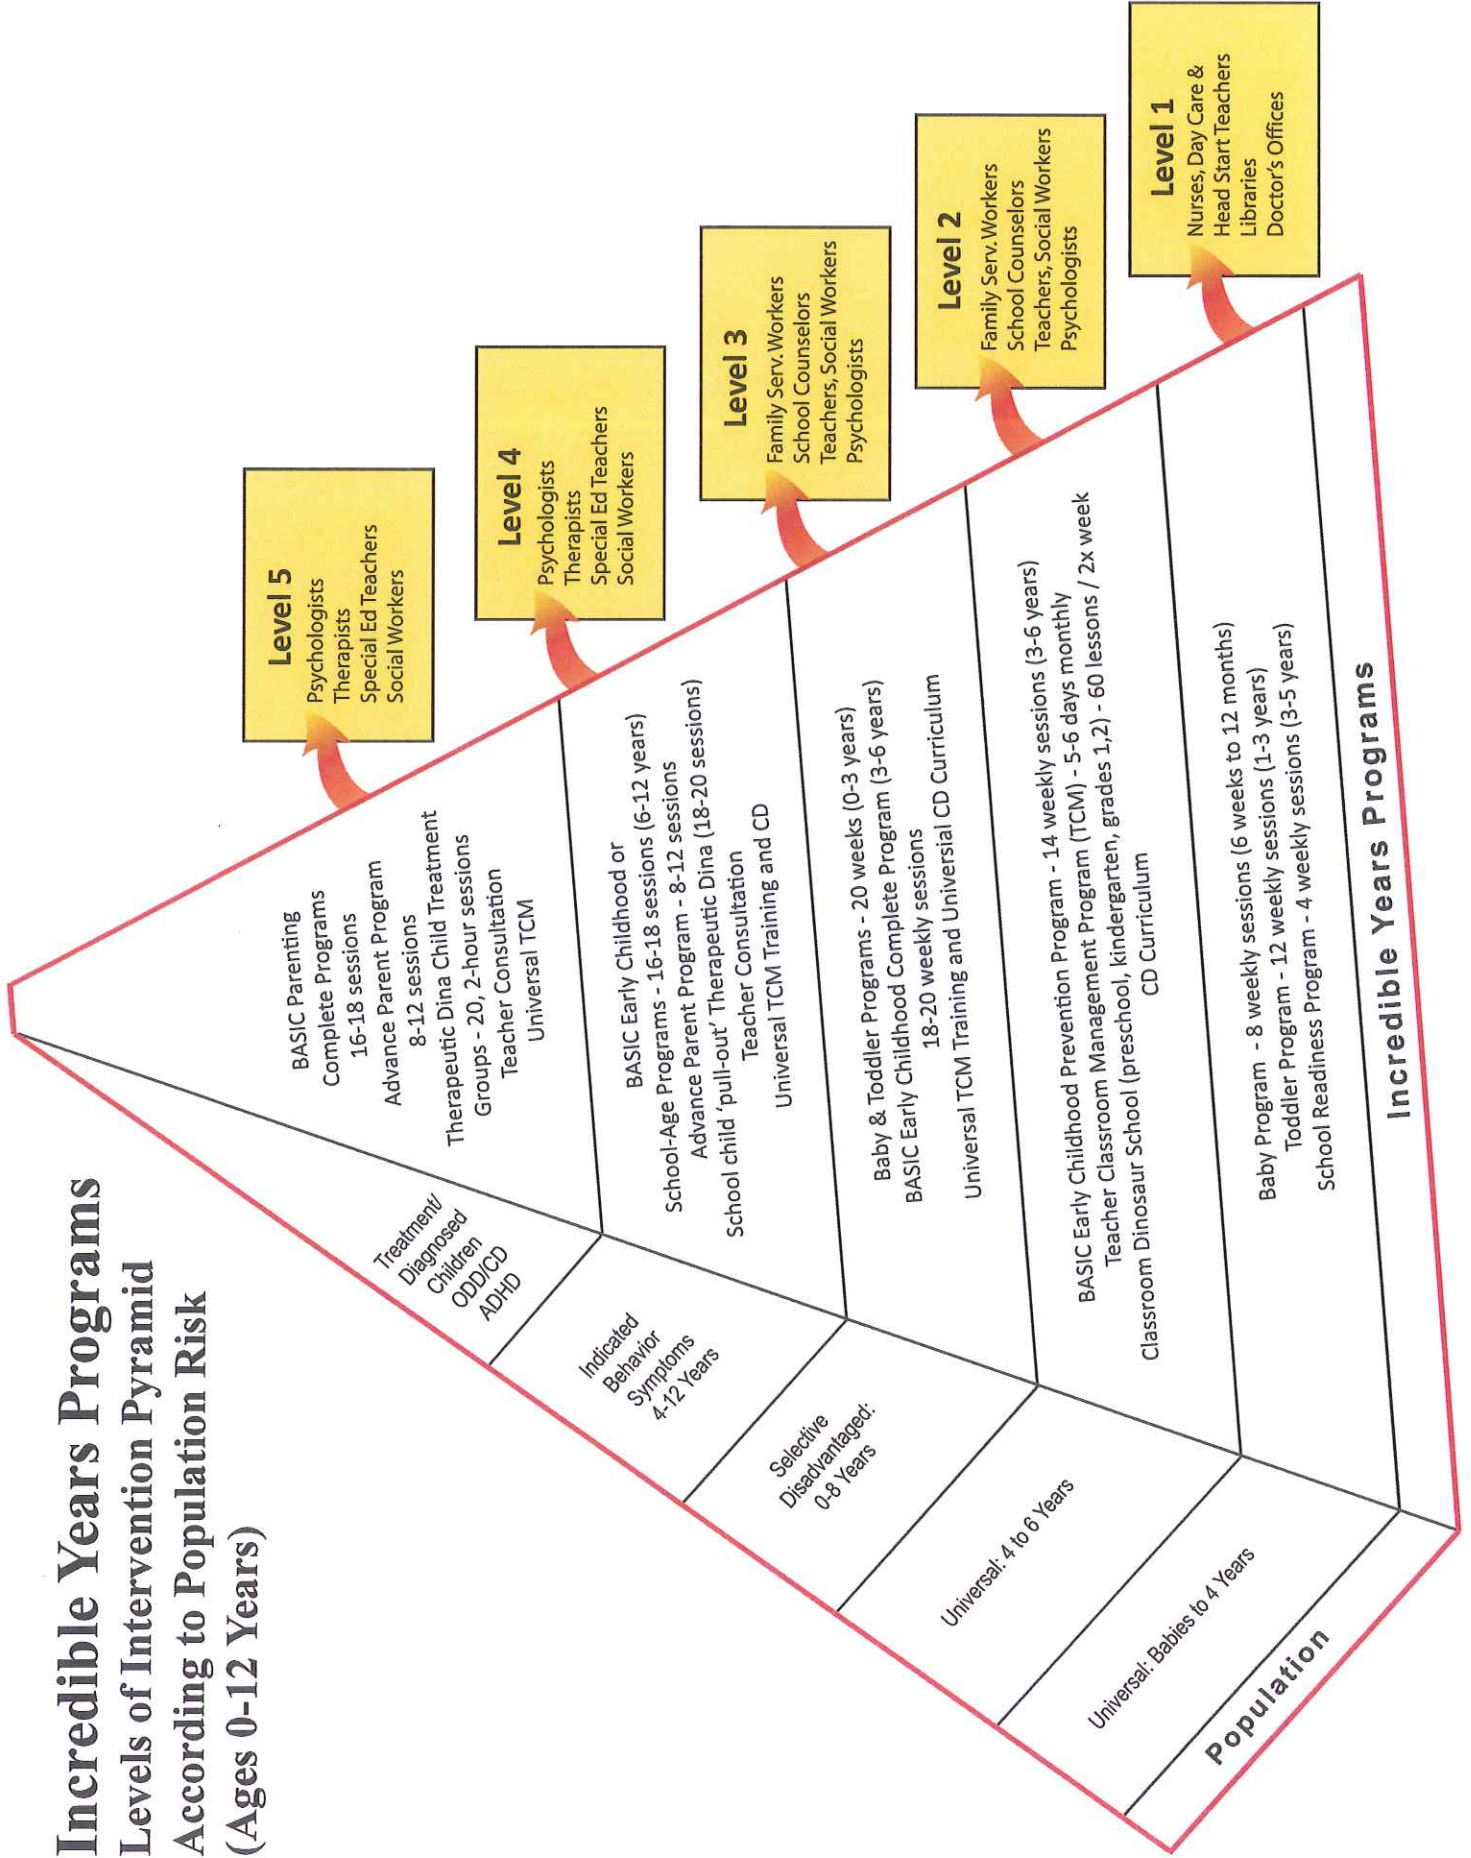 Incredible Years Programs
Levels of Intervention Pyramid
According to Population Risk
(Ages 0-12 Years)
Treatment/
Diagnosed
Children
ODD/CD
ADHD
BASIC Parenting
Complete Programs
16-18 sessions
Advance Parent Program
8-12 sessions
Therapeutic Dina Child Treatment
Groups - 20, 2-hour sessions
Teacher Consultation
Universal TCM
Level 5
Psychologists
Therapists
Special Ed Teachers
Social Workers
Indicated
Behavior
Symptoms
4-12 Years
BASIC Early Childhood or
School-Age Programs - 16-18 sessions (6-12 years)
Advance Parent Program - 8-12 sessions
School child 'pull-out' Therapeutic Dina (18-20 sessions)
Teacher Consultation
Universal TCM Training and CD
Level 4
Psychologists
Therapists
Special Ed Teachers
Social Workers
Selective
Disadvantaged:
0-8 Years
Baby & Toddler Programs - 20 weeks (0-3 years)
BASIC Early Childhood Complete Program (3-6 years)
18-20 weekly sessions
Universal TCM Training and Universial CD Curriculum
Level 3
Family Serv. Workers
School Counselors
Teachers, Social Workers
Psychologists
Universal: 4 to 6 Years
BASIC Early Childhood Prevention Program - 14 weekly sessions (3-6 years)
Teacher Classroom Management Program (TCM) - 5-6 days monthly
Classroom Dinosaur School (preschool, kindergarten, grades 1,2) - 60 lessons / 2x week
CD Curriculum
Level 2
Family Serv. Workers
School Counselors
Teachers, Social Workers
Psychologists
Universal: Babies to 4 Years
Baby Program - 8 weekly sessions (6 weeks to 12 months)
Toddler Program - 12 weekly sessions (1-3 years)
School Readiness Program - 4 weekly sessions (3-5 years)
Level 1
Nurses, Day Care &
Head Start Teachers
Libraries
Doctor's Offices
Population
Incredible Years Programs